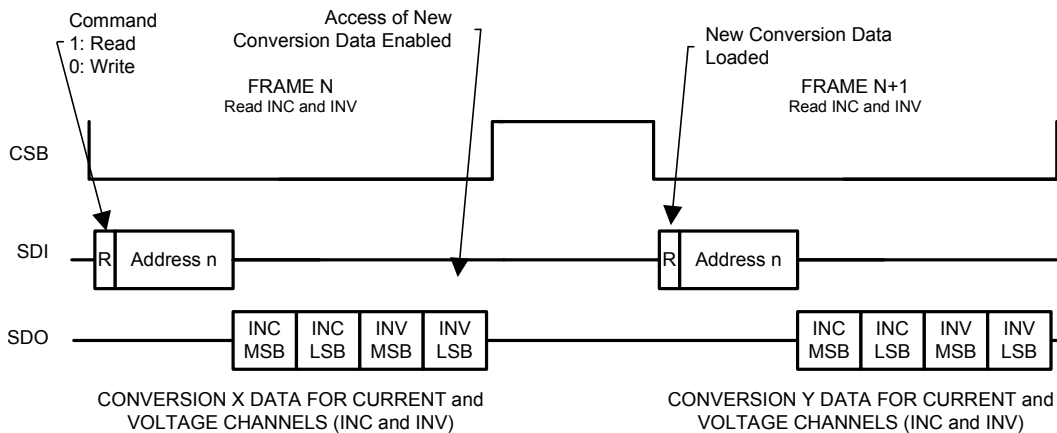 Command
1: Read
0: Write
Access of New
Conversion Data Enabled
New Conversion Data
Loaded
FRAME N
Read INC and INV
FRAME N+1
Read INC and INV
CSB
SDI
R
Address n
R
Address n
SDO
INC
MSB
INC
LSB
INV
MSB
INV
LSB
INC
MSB
INC
LSB
INV
MSB
INV
LSB
CONVERSION X DATA FOR CURRENT and
VOLTAGE CHANNELS (INC and INV)
CONVERSION Y DATA FOR CURRENT and
VOLTAGE CHANNELS (INC and INV)